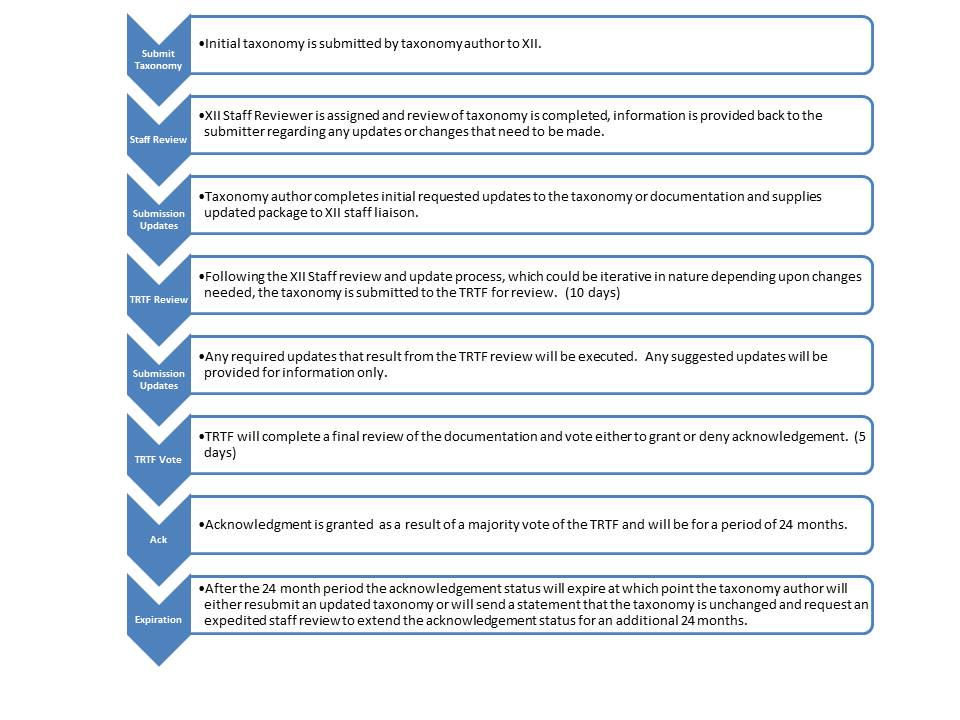 Submit
Taxonomy
•Initial taxonomy is submitted by taxonomy author to XII.
Staff Review
•XII Staff Reviewer is assigned and review of taxonomy is completed, information is provided back to the
submitter regarding any updates or changes that need to be made.
Submission
Updates
•Taxonomy author completes initial requested updates to the taxonomy or documentation and supplies
updated package to XII staff liaison.
TRTF Review
•Following the XII Staff review and update process, which could be iterative in nature depending upon changes
needed, the taxonomy is submitted to the TRTF for review. (10 days)
Submission
Updates
•Any required updates that result from the TRTF review will be executed. Any suggested updates will be
provided for information only.
TRTF Vote
•TRTF will complete a final review of the documentation and vote either to grant or deny acknowledgement. (5
days)
Ack
•Acknowledgment is granted as a result of a majority vote of the TRTF and will be for a period of 24 months.
Expiration
•After the 24 month period the acknowledgement status will expire at which point the taxonomy author will
either resubmit an updated taxonomy or will send a statement that the taxonomy is unchanged and request an
expedited staff review to extend the acknowledgement status for an additional 24 months.